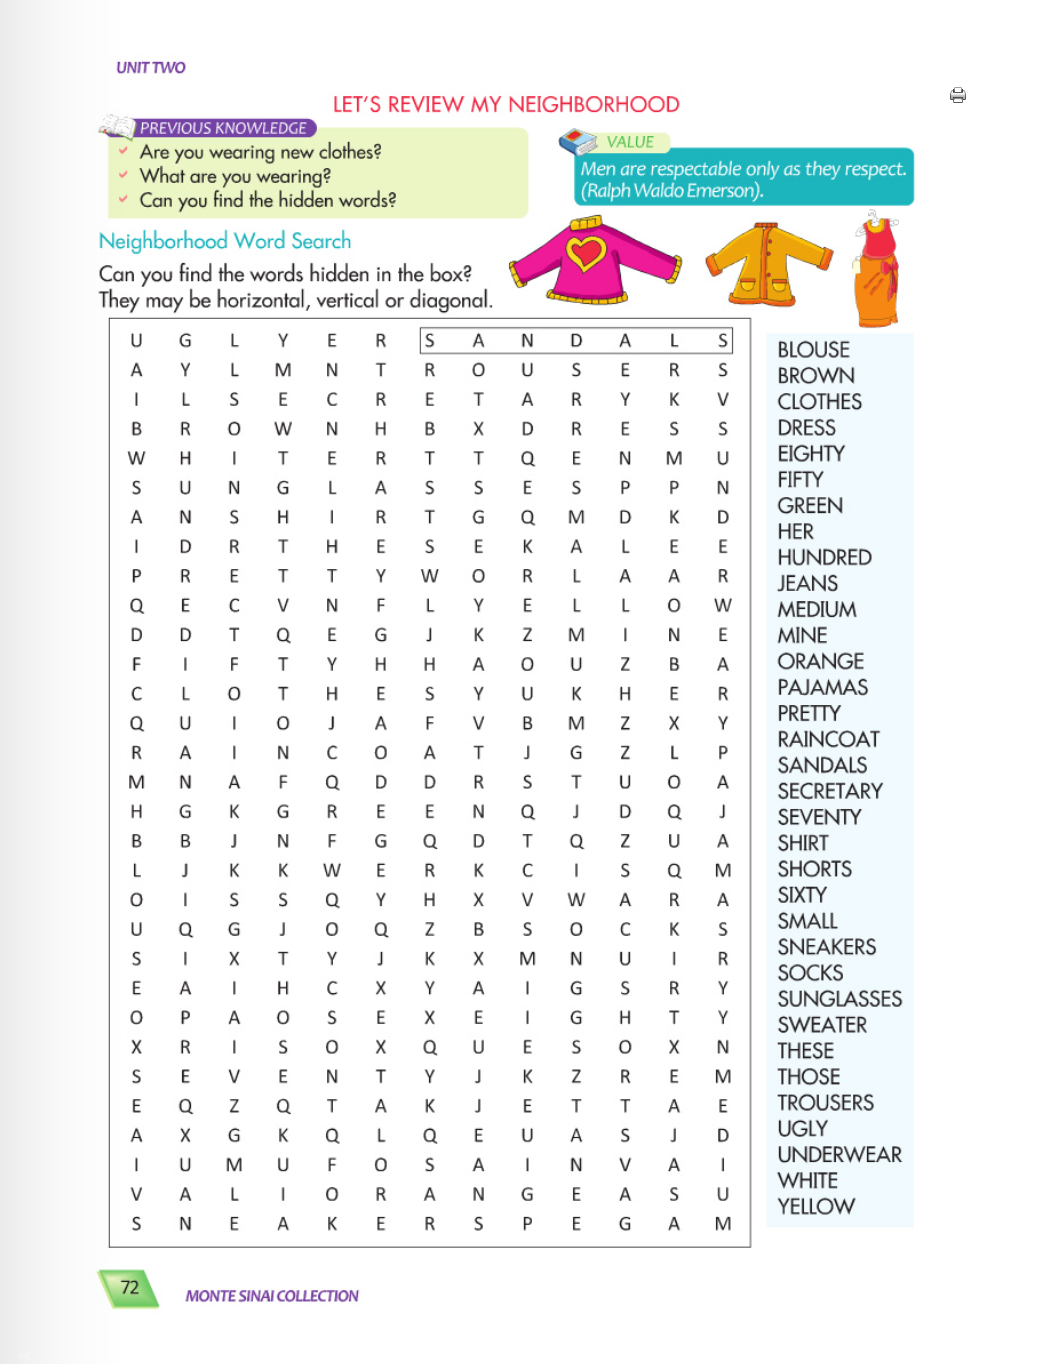 UNIT TWO
LET'S REVIEW MY NEIGHBORHOOD
PREVIOUS KNOWLEDGE
Are you wearing new clothes?
What are you wearing?
Can you find the hidden words?
VALUE
Men are respectable only as they respect.
(Ralph Waldo Emerson).
Neighborhood Word Search
Can you find the words hidden in the box?
They may be horizontal, vertical or diagonal.
U G L Y E R S A N D A L S
A Y L M N T R O U S E R S
I L S E C R E T A R Y K V
B R O W N H B X D R E S S
W H I T E R T T Q E N M U
S U N G L A S S E S P P N
A N S H I R T G Q M D K D
I D R T H E S E K A L E E
P R E T T Y W O R L A A R
Q E C V N F L Y E L L O W
D D T Q E G J K Z M I N E
F I F T Y H H A O U Z B A
C L O T H E S Y U K H E R
Q U I O J A F V B M Z X Y
R A I N C O A T J G Z L P
M N A F Q D D R S T U O A
H G K G R E E N Q J D Q J
B B J N F G Q D T Q Z U A
L J K K W E R K C I S Q M
O I S S Q Y H X V W A R A
U Q G J O Q Z B S O C K S
S I X T Y J K X M N U I R
E A I H C X Y A I G S R Y
O P A O S E X E I G H T Y
X R I S O X Q U E S O X N
S E V E N T Y J K Z R E M
E Q Z Q T A K J E T T A E
A X G K Q L Q E U A S J D
I U M U F O S A I N V A I
V A L I O R A N G E A S U
S N E A K E R S P E G A M
BLOUSE
BROWN
CLOTHES
DRESS
EIGHTY
FIFTY
GREEN
HER
HUNDRED
JEANS
MEDIUM
MINE
ORANGE
PAJAMAS
PRETTY
RAINCOAT
SANDALS
SECRETARY
SEVENTY
SHIRT
SHORTS
SIXTY
SMALL
SNEAKERS
SOCKS
SUNGLASSES
SWEATER
THESE
THOSE
TROUSERS
UGLY
UNDERWEAR
WHITE
YELLOW
72
MONTE SINAI COLLECTION